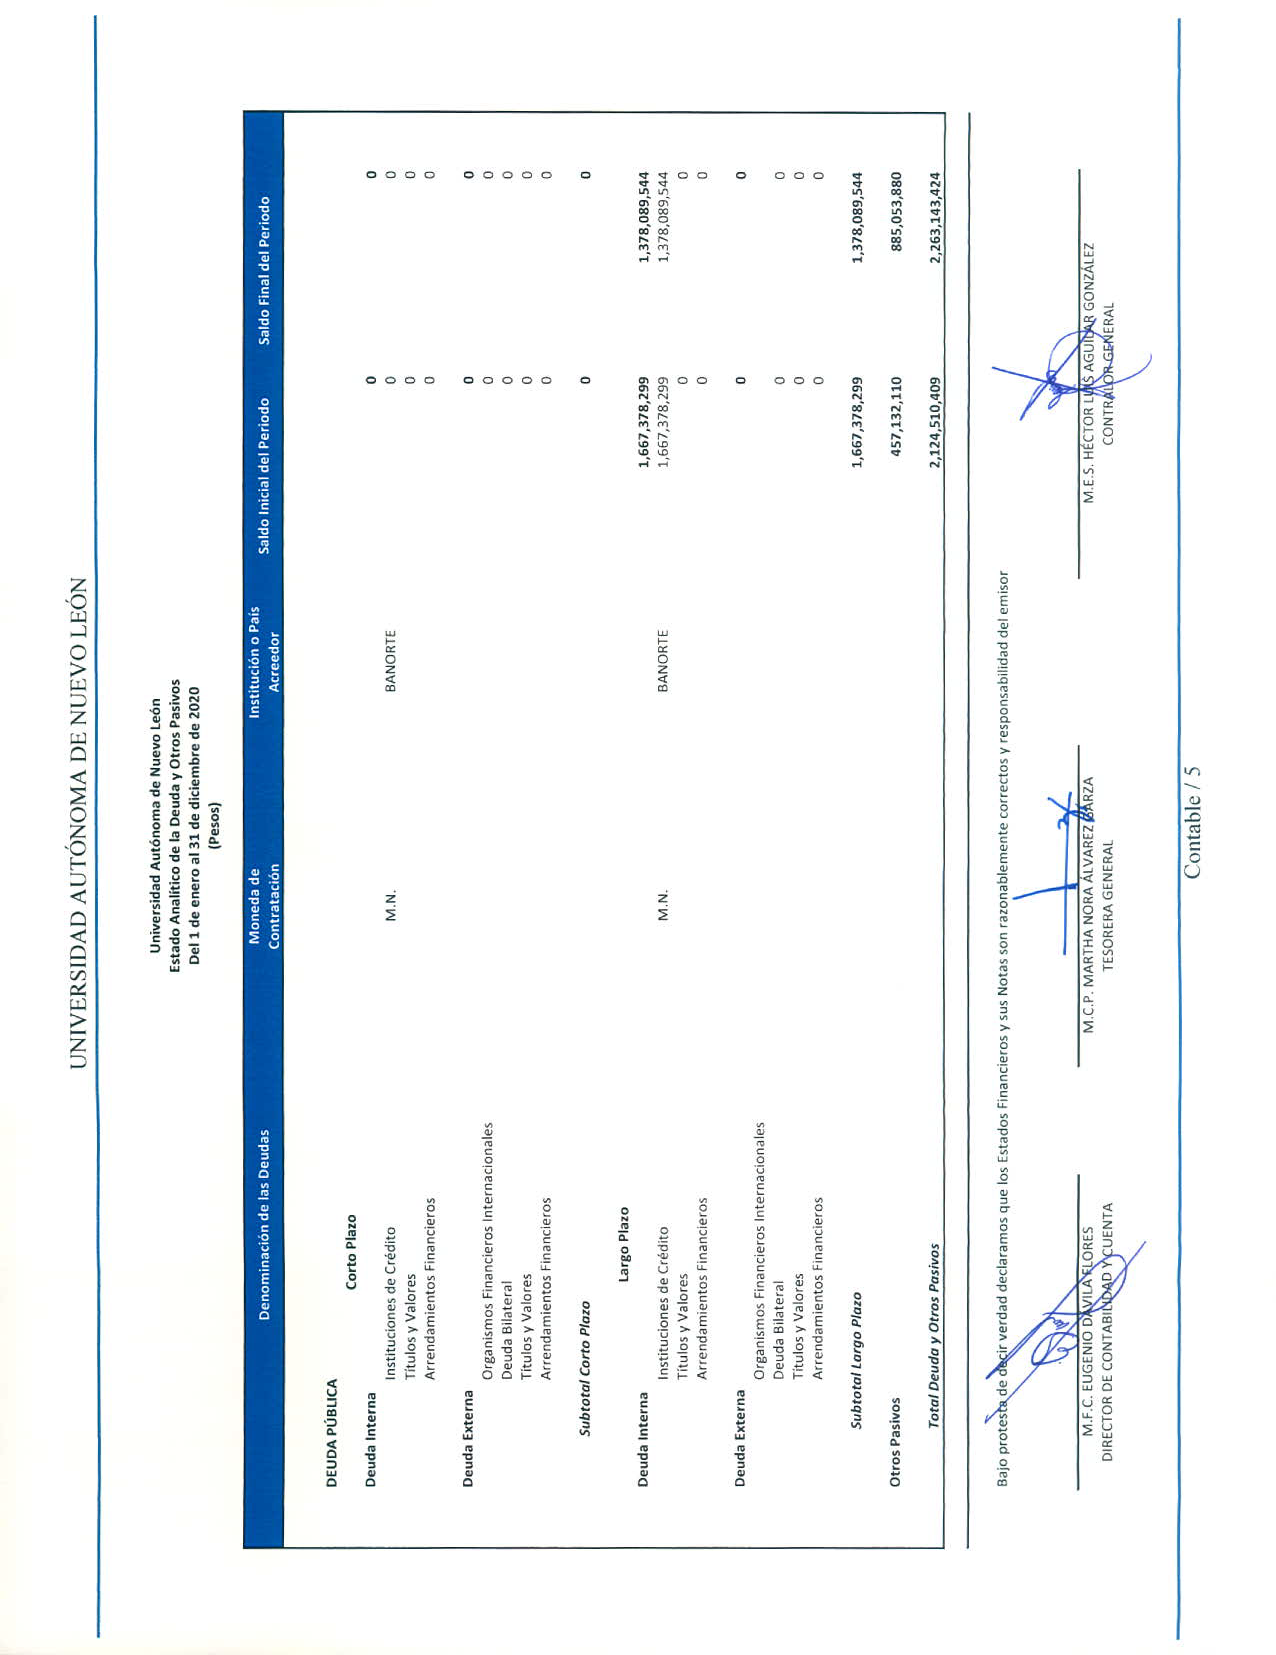 UNIVERSIDAD AUTÓNOMA DE NUEVO LEÓN
Universidad Autónoma de Nuevo León
Estado Analítico de la Deuda y Otros Pasivos
Del 1 de enero al 31 de diciembre de 2020
(Pesos)
Denominación de las Deudas Moneda de Contratación Institución o País Acreedor Saldo Inicial del Periodo Saldo Final del Periodo
DEUDA PÚBLICA
Corto Plazo
Deuda Interna 0 0
Instituciones de Crédito M.N. BANORTE 0 0
Títulos y Valores 0 0
Arrendamientos Financieros 0 0
Deuda Externa 0 0
Organismos Financieros Internacionales 0 0
Deuda Bilateral 0 0
Títulos y Valores 0 0
Arrendamientos Financieros 0 0
Subtotal Corto Plazo 0 0
Largo Plazo
Deuda Interna 1,667,378,299 1,378,089,544
Instituciones de Crédito M.N. BANORTE 1,667,378,299 1,378,089,544
Títulos y Valores 0 0
Arrendamientos Financieros 0 0
Deuda Externa 0 0
Organismos Financieros Internacionales
Deuda Bilateral 0 0
Títulos y Valores 0 0
Arrendamientos Financieros 0 0
Subtotal Largo Plazo 1,667,378,299 1,378,089,544
Otros Pasivos 457,132,110 885,053,880
Total Deuda y Otros Pasivos 2,124,510,409 2,263,143,424
Bajo protesta de decir verdad declaramos que los Estados Financieros y sus Notas son razonablemente correctos y responsabilidad del emisor
M.F.C. EUGENIO DÁVILA FLORES M.C.P. MARTHA NORA ÁLVAREZ GARZA M.E.S. HÉCTOR LUIS AGUILAR GONZÁLEZ
DIRECTOR DE CONTABILIDAD Y CUENTA TESORERA GENERAL CONTRALOR GENERAL
Contable / 5